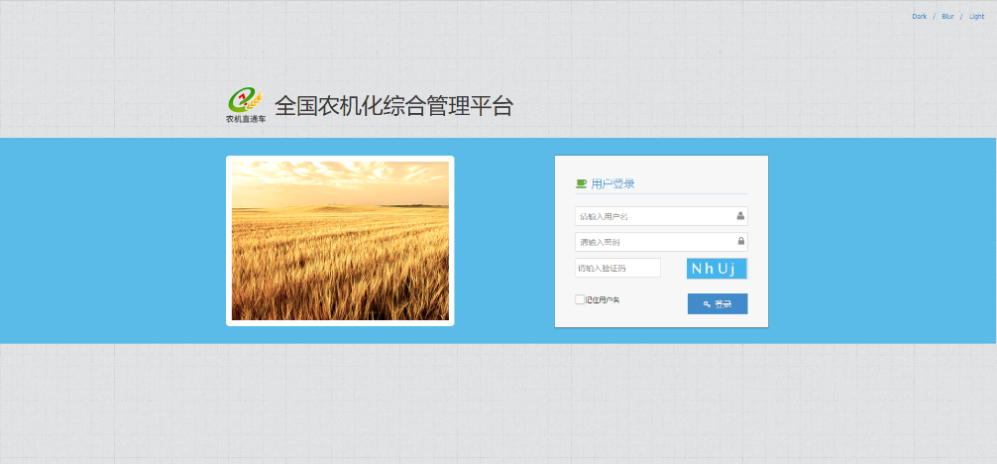 Dark / Blur / Light
农机直通车
全国农机化综合管理平台
用户登录
请输入用户名
请输入密码
请输入验证码
NhUj
记住用户名
登录